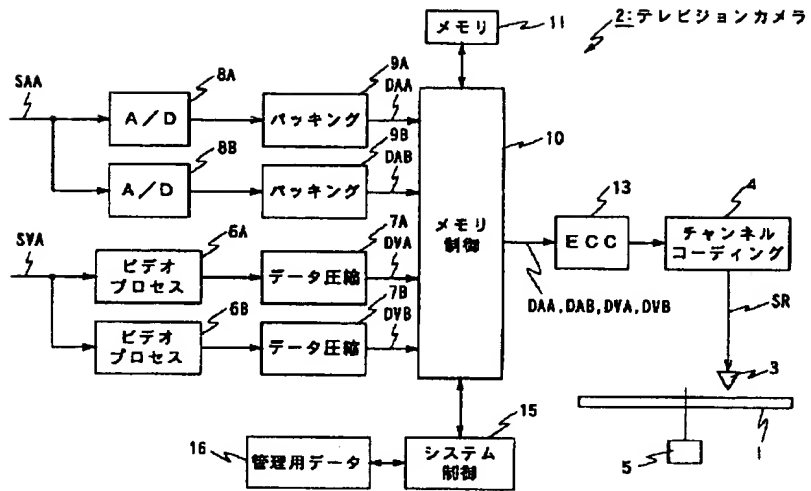 メモリ
11
2:テレビジョンカメラ
SAA
8A
A/D
9A
パッキング
DAA
10
8B
A/D
9B
パッキング
DAB
メモリ
制御
13
ECC
4
チャンネル
コーディング
SVA
6A
ビデオ
プロセス
7A
データ圧縮
DVA
6B
ビデオ
プロセス
7B
データ圧縮
DVB
DAA,DAB,DVA,DVB
SR
3
1
5
15
システム
制御
16
管理用データ